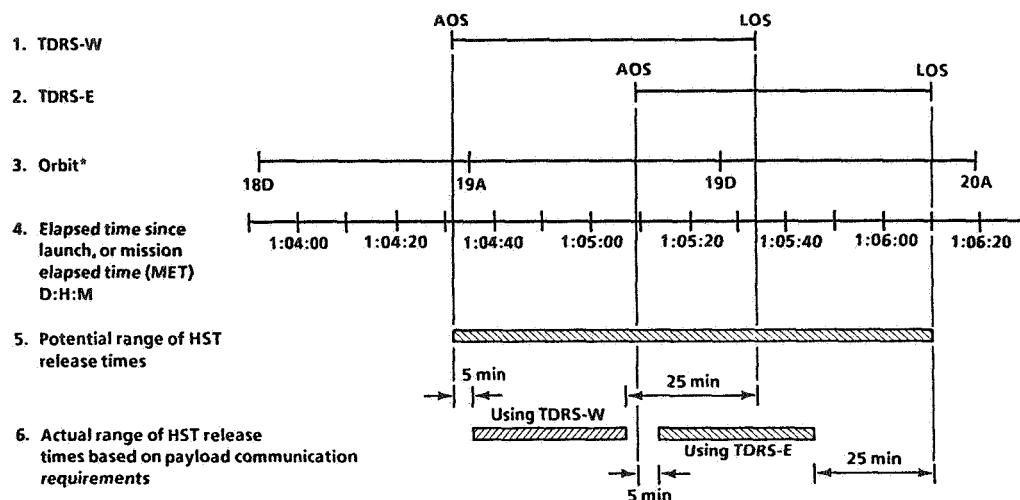 AOS LOS
1. TDRS-W
AOS LOS
2. TDRS-E
3. Orbit*
18D 19A 19D 20A
4. Elapsed time since
launch, or mission
elapsed time (MET)
D:H:M
1:04:00 1:04:20 1:04:40 1:05:00 1:05:20 1:05:40 1:06:00 1:06:20
5. Potential range of HST
release times
5 min 25 min
Using TDRS-W
6. Actual range of HST release
times based on payload communication
requirements
Using TDRS-E
25 min
5 min